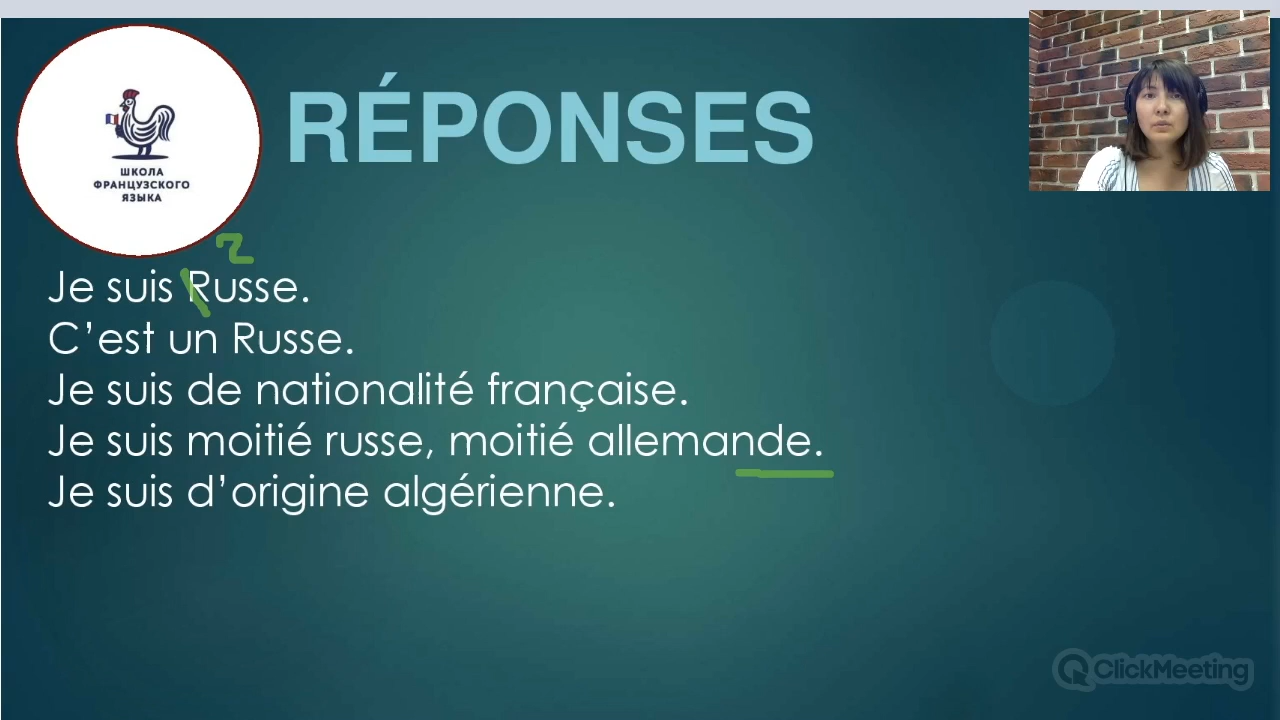 RÉPONSES
ШКОЛА
ФРАНЦУЗСКОГО
ЯЗЫКА
r
Je suis Russe.
C’est un Russe.
Je suis de nationalité française.
Je suis moitié russe, moitié allemande.
Je suis d’origine algérienne.
ClickMeeting